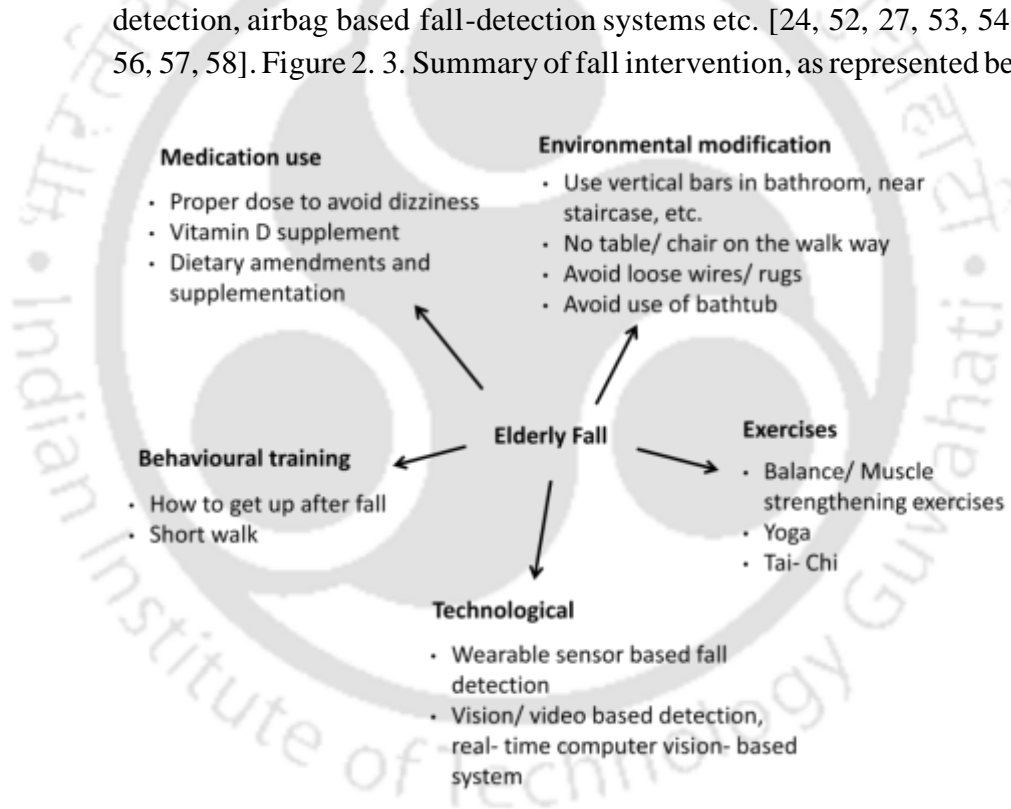 detection, airbag based fall-detection systems etc. [24, 52, 27, 53, 54
56, 57, 58]. Figure 2. 3. Summary of fall intervention, as represented be
Medication use
• Proper dose to avoid dizziness
• Vitamin D supplement
• Dietary amendments and
supplementation
Environmental modification
• Use vertical bars in bathroom, near
staircase, etc.
• No table/ chair on the walk way
• Avoid loose wires/ rugs
• Avoid use of bathtub
Elderly Fall
Behavioural training
• How to get up after fall
• Short walk
Exercises
• Balance/ Muscle
strengthening exercises
• Yoga
• Tai- Chi
Technological
• Wearable sensor based fall
detection
• Vision/ video based detection,
real- time computer vision- based
system
Indian Institute of Technology Guwahati